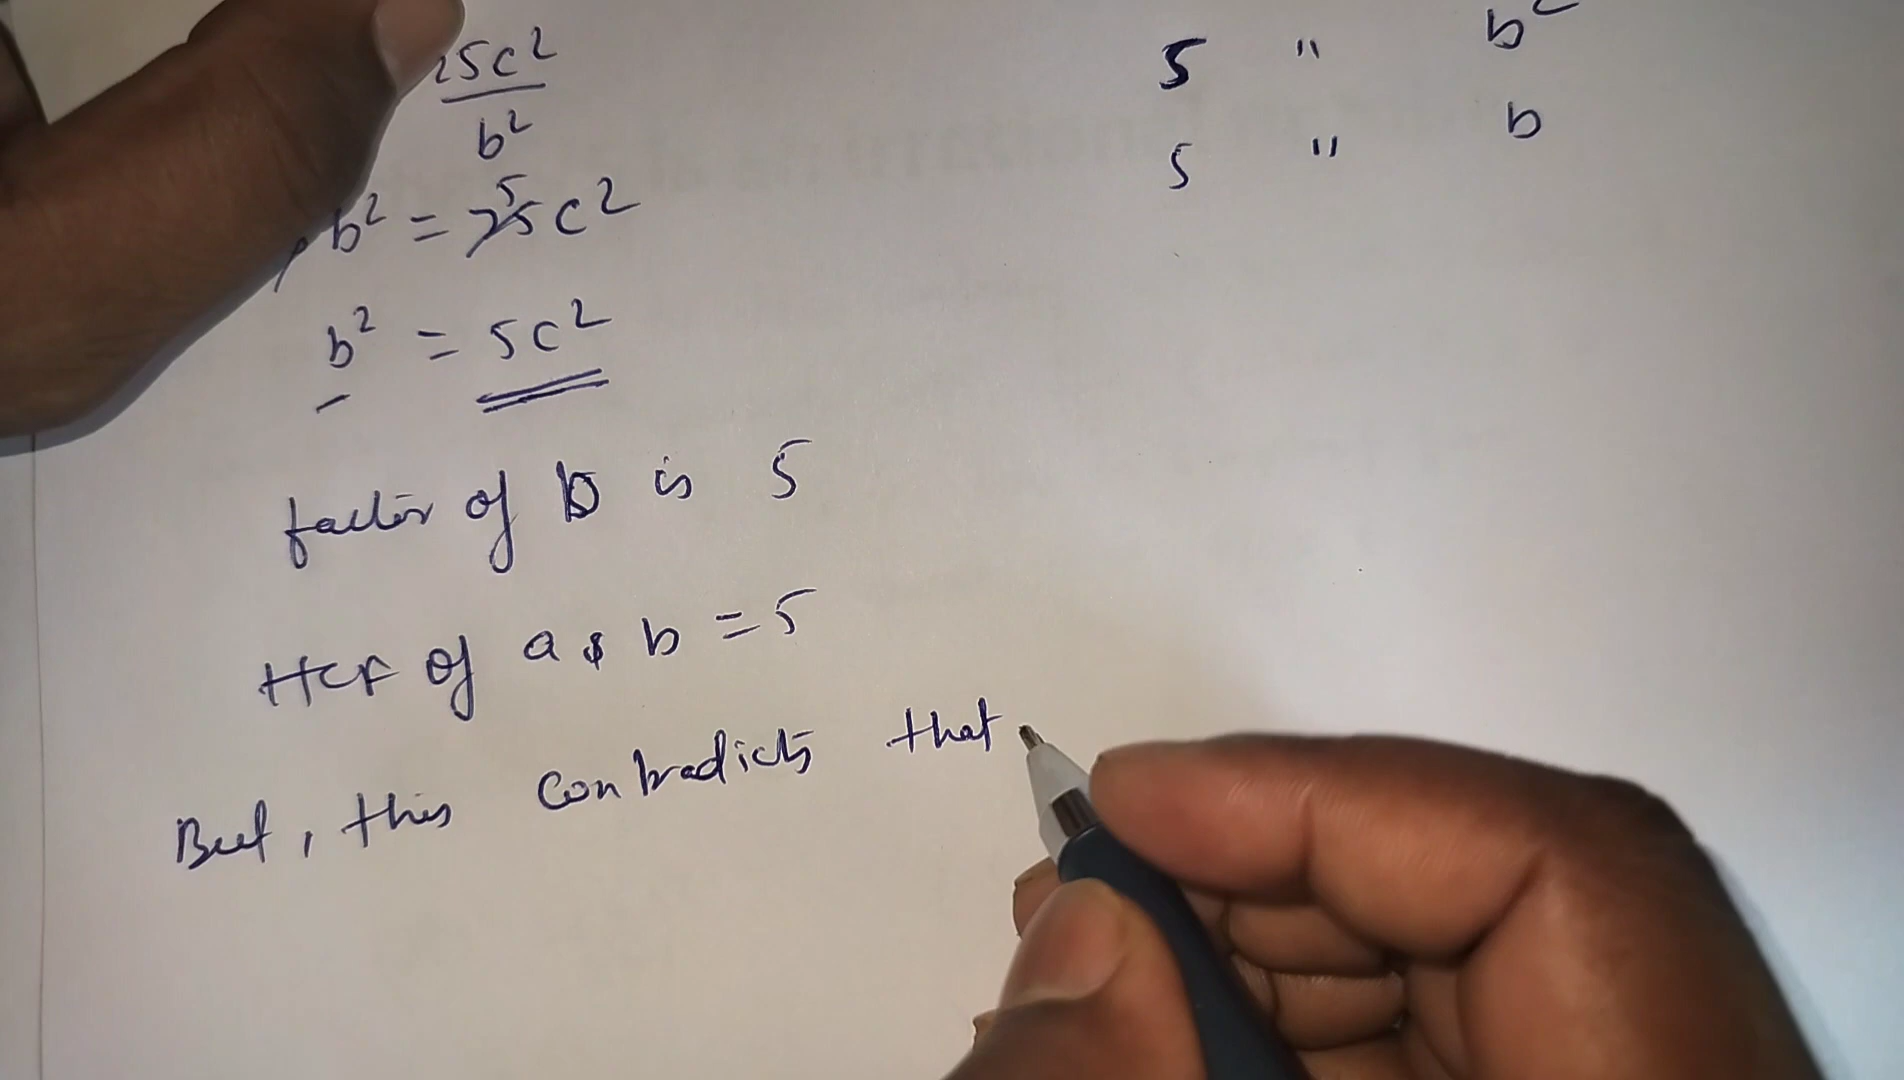 25c²
b²
b² = 25c²
5
b² = 5c²
factor of b is 5
HCF of a & b = 5
But, this contradicts that
5 " b²
5 " b